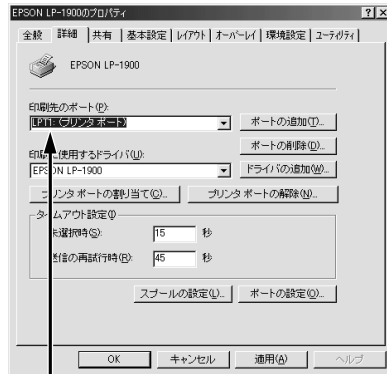 EPSON LP-1900のプロパティ ? ×
全般 詳細 共有 基本設定 レイアウト オーバーレイ 環境設定 ユーティリティ
EPSON LP-1900
印刷先のポート(P):
LPT1: (プリンタ ポート) ポートの追加(T)...
ポートの削除(D)...
印刷に使用するドライバ(U):
EPSON LP-1900 ドライバの追加(W)...
プリンタ ポートの割り当て(C)... プリンタ ポートの解除(N)...
タイムアウト設定
未選択時(S): 15 秒
送信の再試行時(R): 45 秒
スプールの設定(L)... ポートの設定(O)...
OK キャンセル 適用(A) ヘルプ